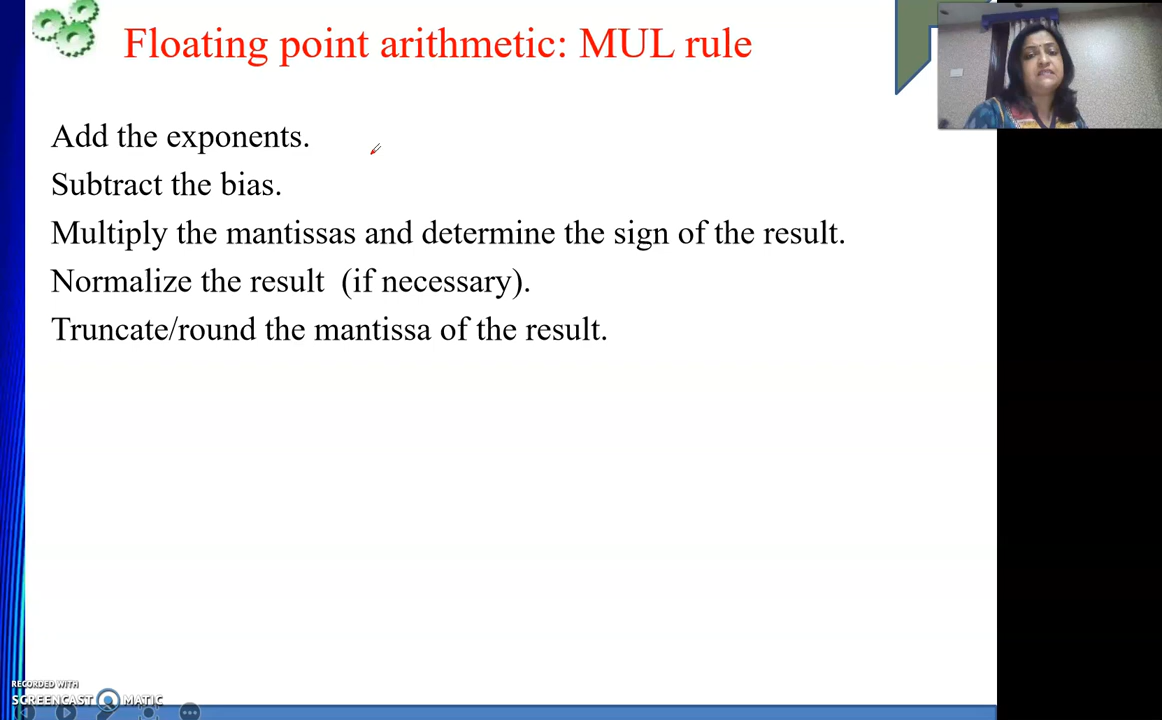 Floating point arithmetic: MUL rule
Add the exponents.
Subtract the bias.
Multiply the mantissas and determine the sign of the result.
Normalize the result (if necessary).
Truncate/round the mantissa of the result.
RECORDED WITH
SCREENCAST MATIC